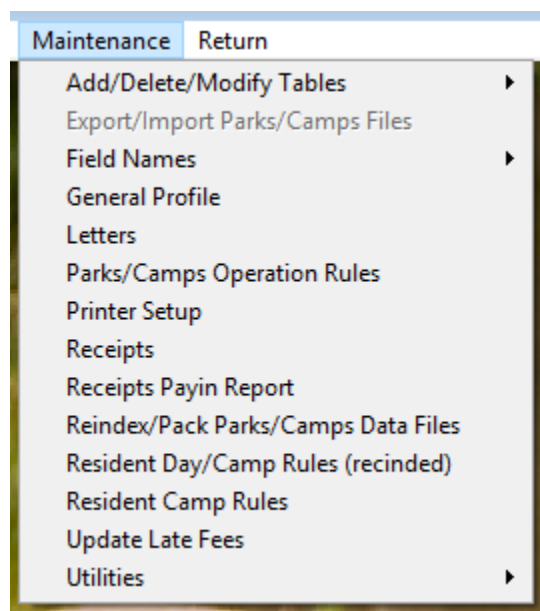 Maintenance Return
Add/Delete/Modify Tables
Export/Import Parks/Camps Files
Field Names
General Profile
Letters
Parks/Camps Operation Rules
Printer Setup
Receipts
Receipts Payin Report
Reindex/Pack Parks/Camps Data Files
Resident Day/Camp Rules (recinded)
Resident Camp Rules
Update Late Fees
Utilities